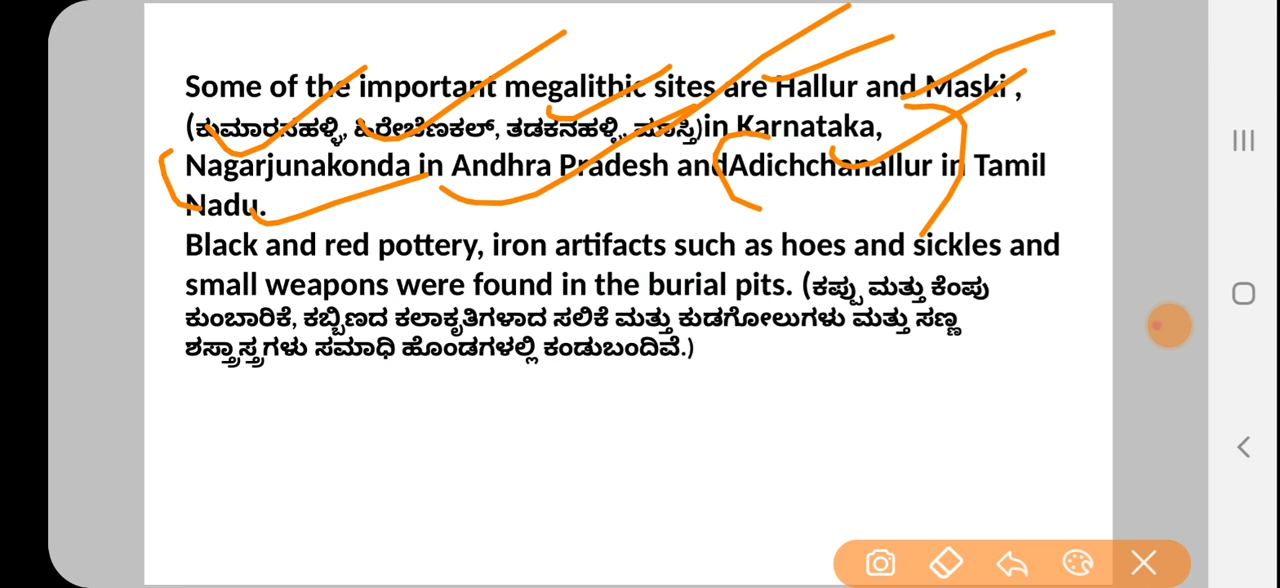 Some of the important megalithic sites are Hallur and Maski ,
(ಕುಮಾರನಹಳ್ಳಿ, ಹಿರೇಬೆಣಕಲ್, ತಡಕನಹಳ್ಳಿ, ಮಾಸ್ತಿ)in Karnataka,
Nagarjunakonda in Andhra Pradesh andAdichchanallur in Tamil
Nadu.
Black and red pottery, iron artifacts such as hoes and sickles and
small weapons were found in the burial pits. (ಕಪ್ಪು ಮತ್ತು ಕೆಂಪು
ಕುಂಬಾರಿಕೆ, ಕಬ್ಬಿಣದ ಕಲಾಕೃತಿಗಳಾದ ಸಲಿಕೆ ಮತ್ತು ಕುಡಗೋಲುಗಳು ಮತ್ತು ಸಣ್ಣ
ಶಸ್ತ್ರಾಸ್ತ್ರಗಳು ಸಮಾಧಿ ಹೊಂಡಗಳಲ್ಲಿ ಕಂಡುಬಂದಿವೆ.)